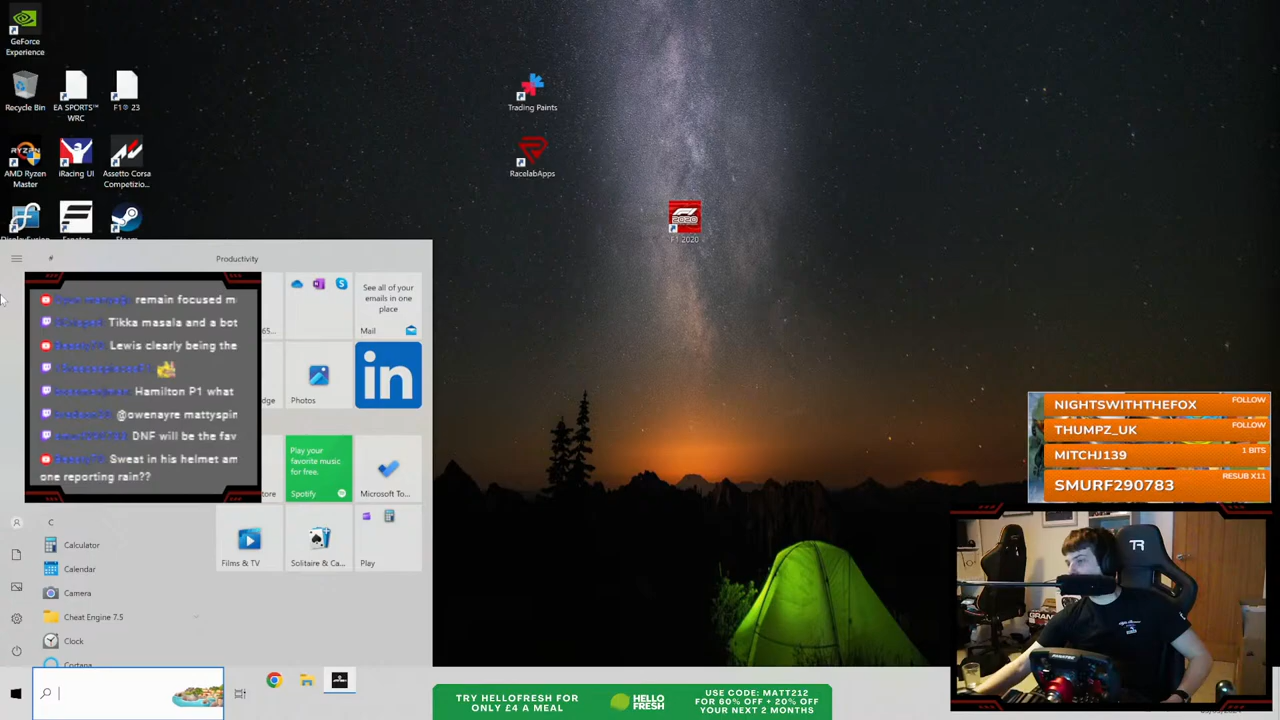 GeForce
Experience
Recycle Bin
EA SPORTS™
WRC
F1® 23
AMD Ryzen
Master
iRacing UI
Assetto Corsa
Competizio...
Trading Paints
RacelabApps
F1 2020
#
Productivity
See all of
your
emails in one
place
Mail
Photos
in
remain focused m
Tikka masala and a bot
Lewis clearly being the
Hamilton P1 what
@owenayre mattyspin
DNF will be the fav
Sweat in his helmet am
one reporting rain??
Play your
favorite music
for free.
Spotify
Microsoft To...
Films & TV
Solitaire & Ca...
Play
C
Calculator
Calendar
Camera
Cheat Engine 7.5
Clock
Cortana
NIGHTSWITHTHEFOX FOLLOW
THUMPZ_UK FOLLOW
MITCHJ139 1 BITS
SMURF290783 RESUB X11
TRY HELLOFRESH FOR
ONLY £4 A MEAL
HELLO
FRESH
USE CODE: MATT212
FOR 60% OFF + 20% OFF
YOUR NEXT 2 MONTHS